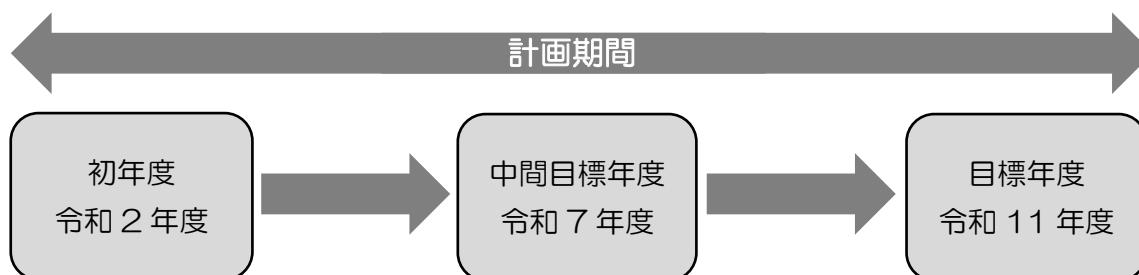 計画期間
初年度
令和２年度
中間目標年度
令和７年度
目標年度
令和 11 年度